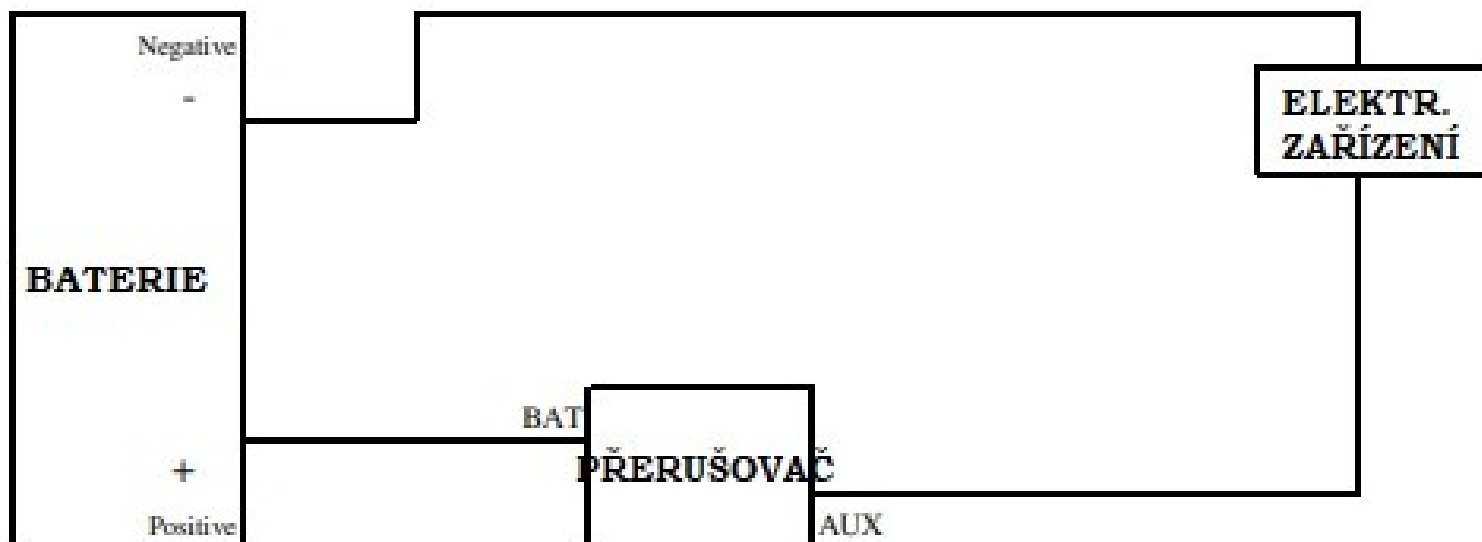 Negative
-
ELEKTR.
ZAŘÍZENÍ
BATERIE
BAT
PŘERUŠOVAČ
+
Positive
AUX